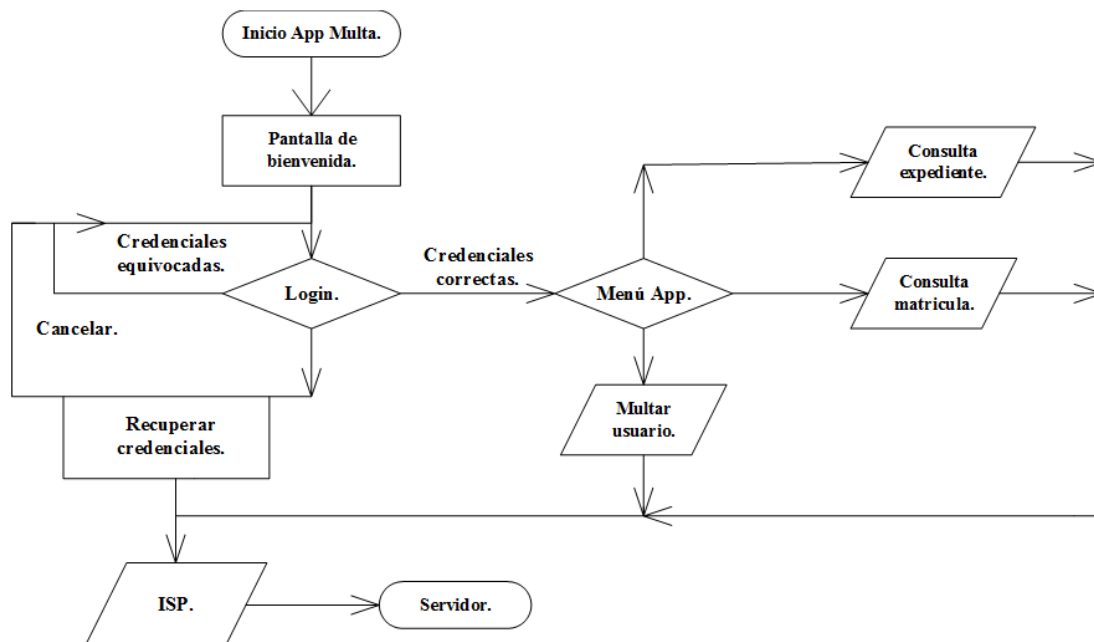 Inicio App Multa.
Pantalla de
bienvenida.
Credenciales
equivocadas.
Login.
Credenciales
correctas.
Menú App.
Consulta
expediente.
Consulta
matricula.
Cancelar.
Recuperar
credenciales.
Multar
usuario.
ISP.
Servidor.